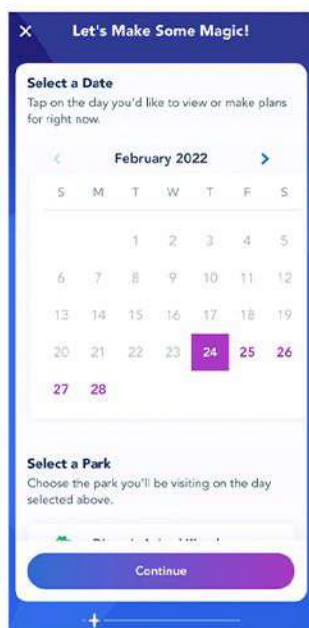 Let's Make Some Magic!
Select a Date
Tap on the day you'd like to view or make plans
for right now.
February 2022
S M T W T F S
1 2 3 4 5
6 7 8 9 10 11 12
13 14 15 16 17 18 19
20 21 22 23 24 25 26
27 28
Select a Park
Choose the park you'll be visiting on the day
selected above.
Continue